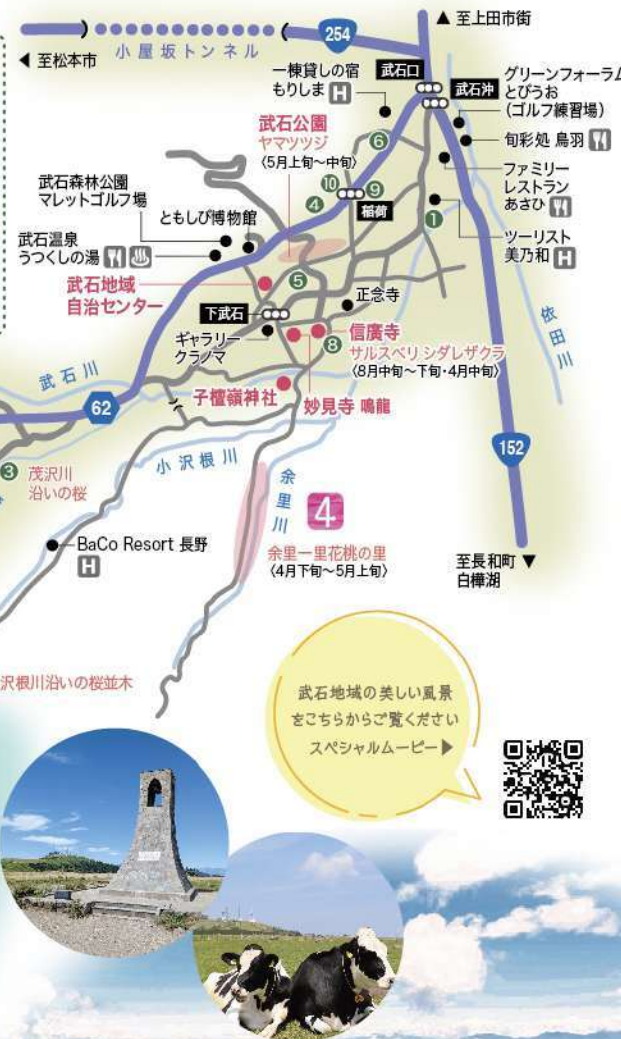 ▲ 至上田市街
254
小屋坂トンネル
◀ 至松本市
武石口
一棟貸しの宿
もりしま H
武石沖
グリーンフォーラム
とびうお
(ゴルフ練習場)
旬彩処 鳥羽
ファミリー
レストラン
あさひ
ツーリスト
美乃和 H
武石公園
ヤマツツジ
〈5月上旬~中旬〉
6
10
9
4
稲荷
1
武石森林公園
マレットゴルフ場
ともしび博物館
武石温泉
うつくしの湯
武石地域
自治センター
5
正念寺
下武石
ギャラリー
クラノマ
8
信廣寺
サルスベリ シダレザクラ
〈8月中旬~下旬・4月中旬〉
依田川
武石川
62
子檀嶺神社
妙見寺 鳴龍
152
小沢根川
3
茂沢川
沿いの桜
余里川
4
余里一里花桃の里
〈4月下旬~5月上旬〉
BaCo Resort 長野
H
至長和町 ▼
白樺湖
沢根川沿いの桜並木
武石地域の美しい風景
をこちらからご覧ください
スペシャルムービー▶